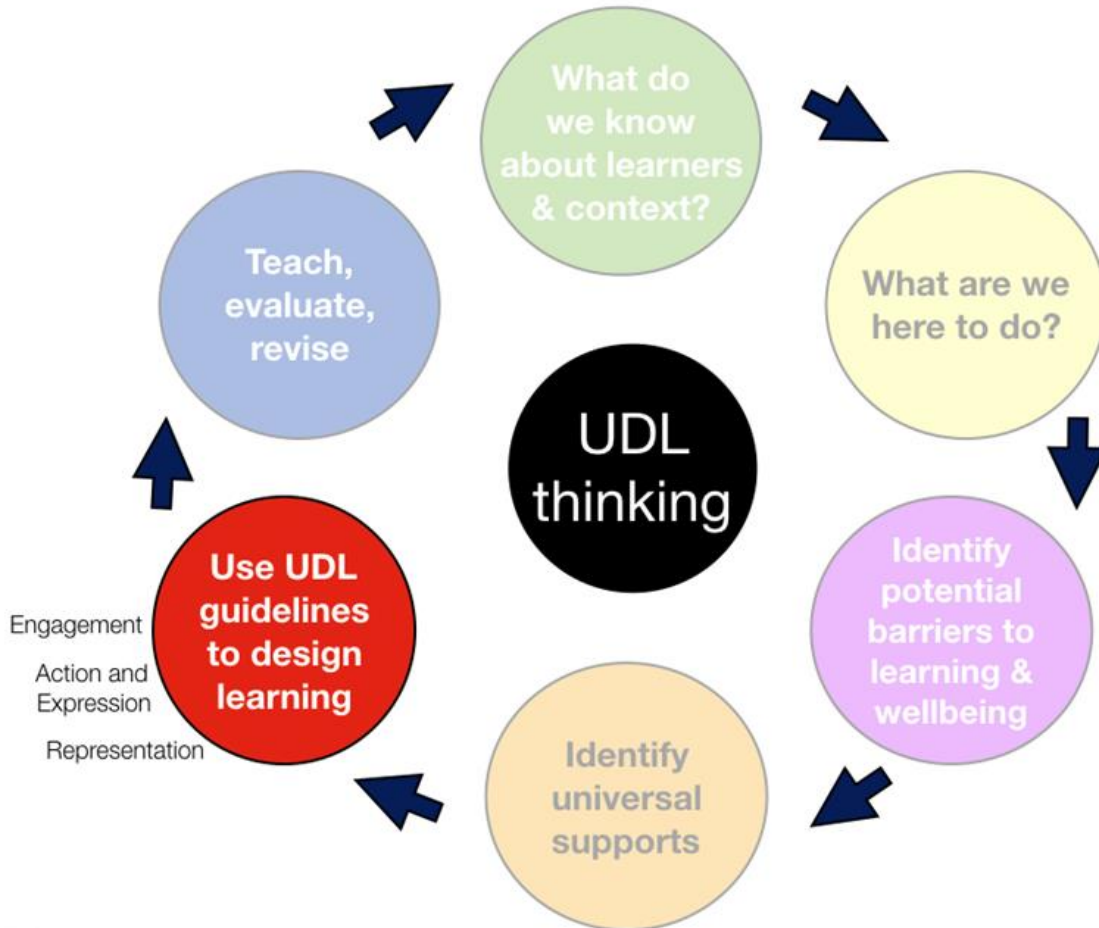 What do
we know
about learners
& context?
What are we
here to do?
Identify
potential
barriers to
learning &
wellbeing
Identify
universal
supports
Use UDL
guidelines
to design
learning
Engagement
Action and
Expression
Representation
Teach,
evaluate,
revise
UDL
thinking